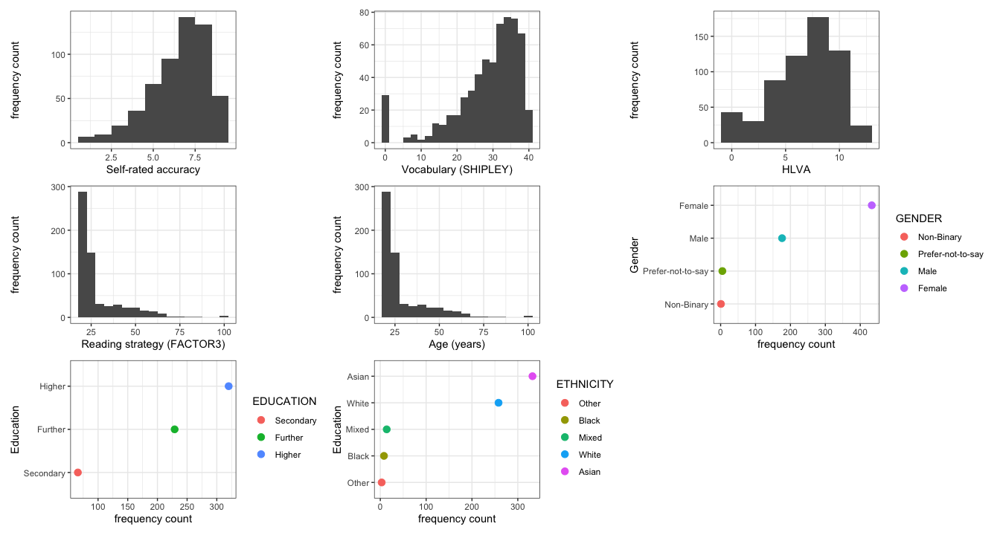 frequency count
100
50
0
2.5 5.0 7.5
Self-rated accuracy
frequency count
80
60
40
20
0
0 10 20 30 40
Vocabulary (SHIPLEY)
frequency count
150
100
50
0
0 5 10
HLVA
frequency count
300
200
100
0
25 50 75 100
Reading strategy (FACTOR3)
frequency count
300
200
100
0
25 50 75 100
Age (years)
Gender
Female
Male
Prefer-not-to-say
Non-Binary
0 100 200 300 400
frequency count
GENDER
Non-Binary
Prefer-not-to-say
Male
Female
Education
Higher
Further
Secondary
100 150 200 250 300
frequency count
EDUCATION
Secondary
Further
Higher
Education
Asian
White
Mixed
Black
Other
0 100 200 300
frequency count
ETHNICITY
Other
Black
Mixed
White
Asian